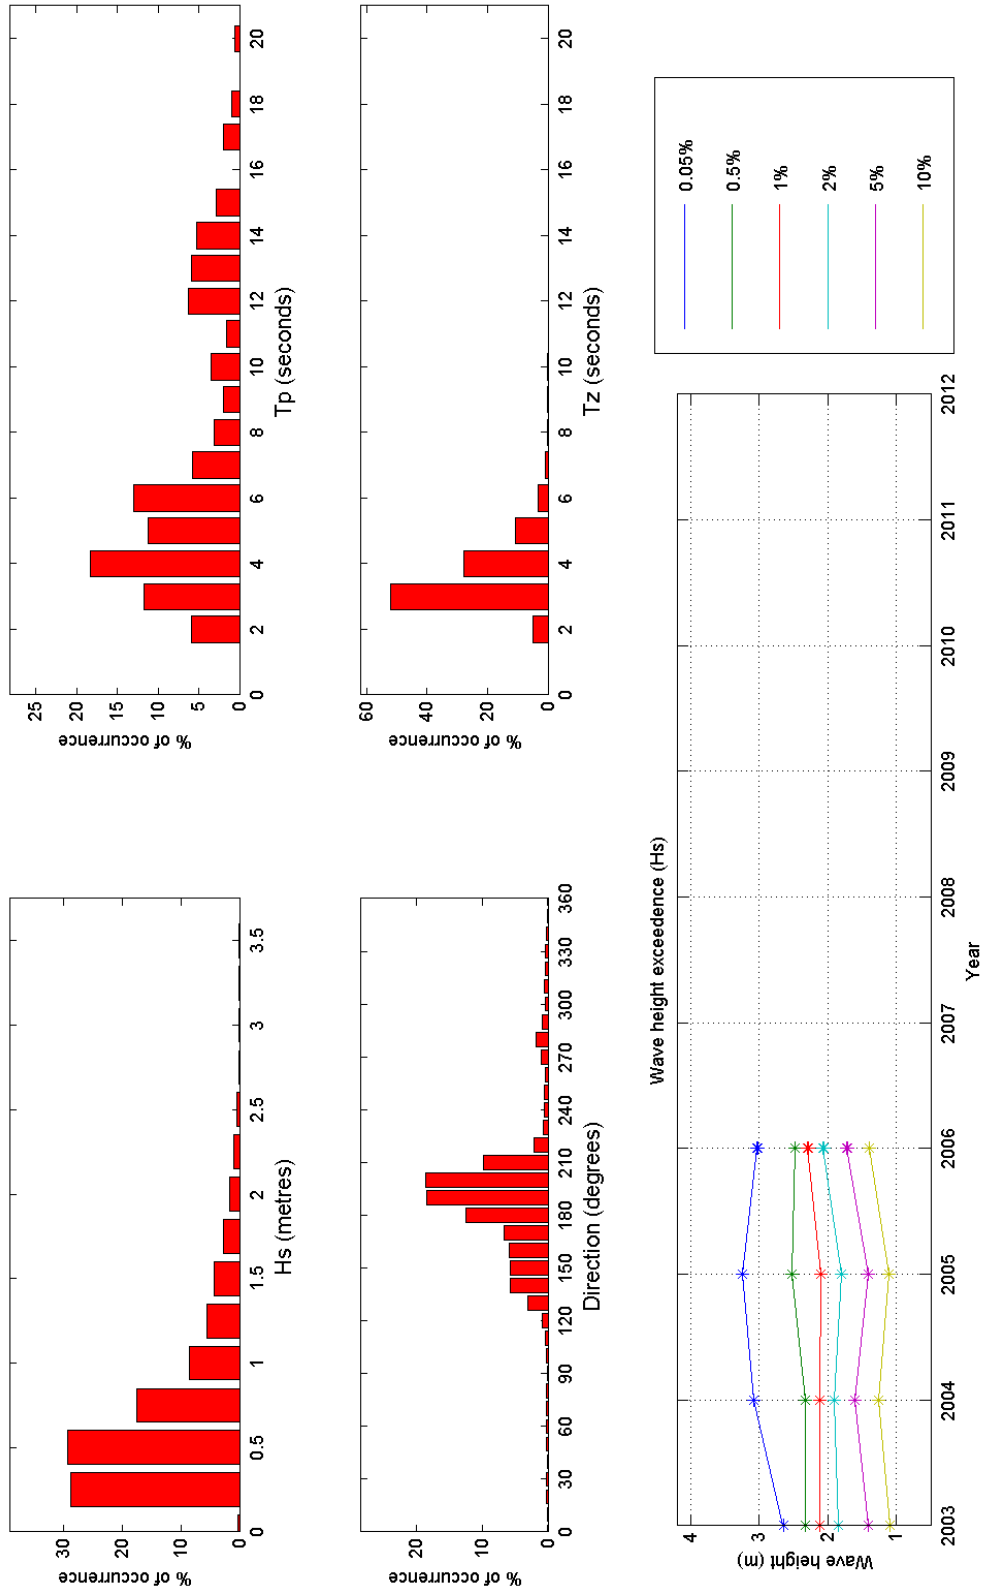 % of occurrence
30
20
10
0
0 0.5 1 1.5 2 2.5 3 3.5
Hs (metres)
% of occurrence
25
20
15
10
5
0
0 2 4 6 8 10 12 14 16 18 20
Tp (seconds)
% of occurrence
20
10
0
0 30 60 90 120 150 180 210 240 270 300 330 360
Direction (degrees)
% of occurrence
60
40
20
0
0 2 4 6 8 10 12 14 16 18 20
Tz (seconds)
Wave height exceedence (Hs)
Wave height (m)
4
3
2
1
2003 2004 2005 2006 2007 2008 2009 2010 2011 2012
Year
0.05%
0.5%
1%
2%
5%
10%